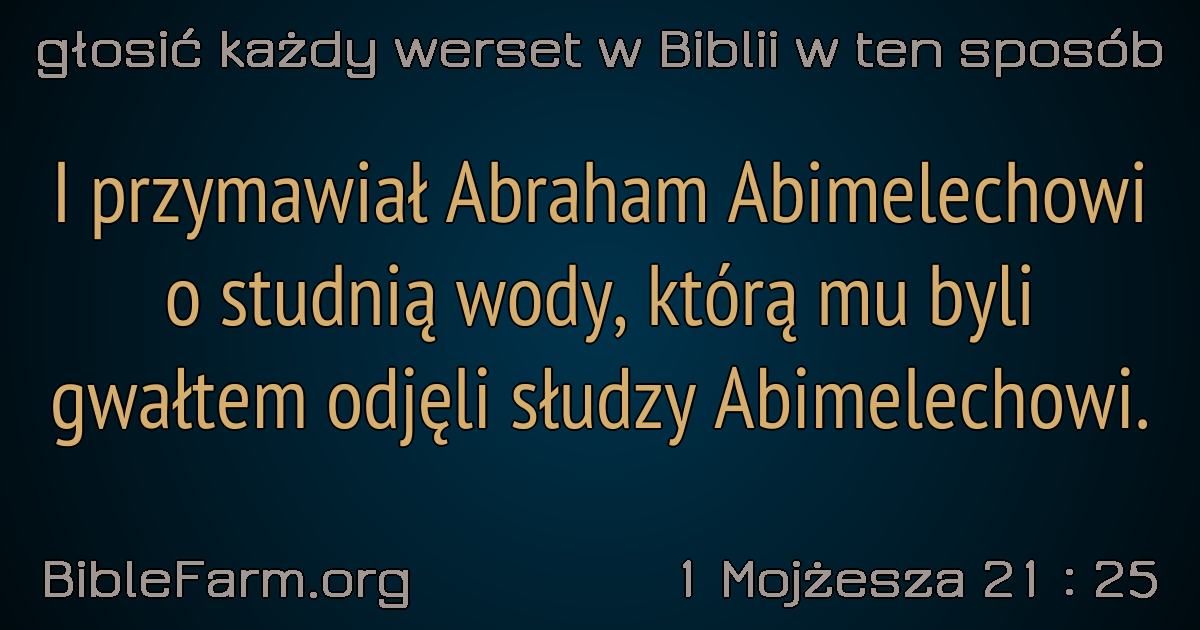 głosić każdy werset w Biblii w ten sposób
I przymawiał Abraham Abimelechowi
o studnią wody, którą mu byli
gwałtem odjęli słudzy Abimelechowi.
BibleFarm.org
1 Mojżesza 21 : 25